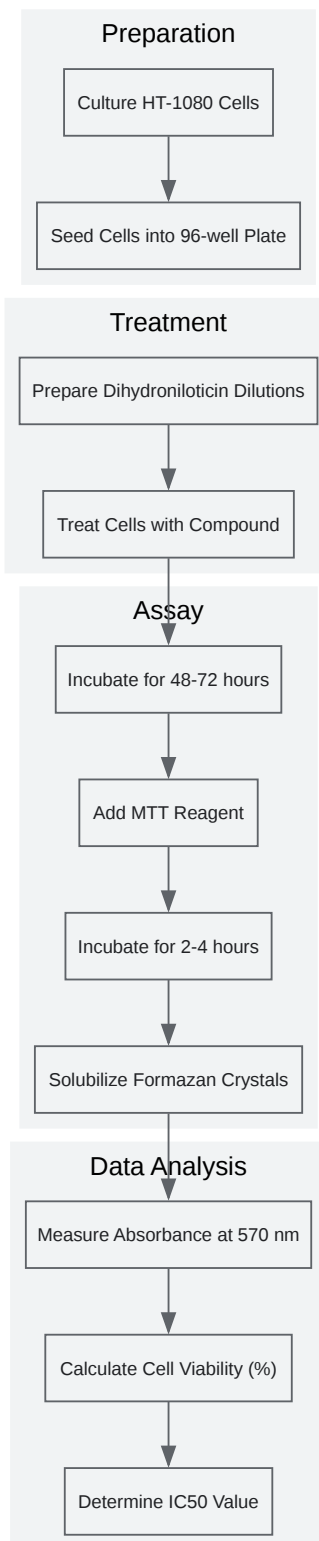 Preparation
Culture HT-1080 Cells
Seed Cells into 96-well Plate
Treatment
Prepare Dihydroniloticin Dilutions
Treat Cells with Compound
Assay
Incubate for 48-72 hours
Add MTT Reagent
Incubate for 2-4 hours
Solubilize Formazan Crystals
Data Analysis
Measure Absorbance at 570 nm
Calculate Cell Viability (%)
Determine IC50 Value